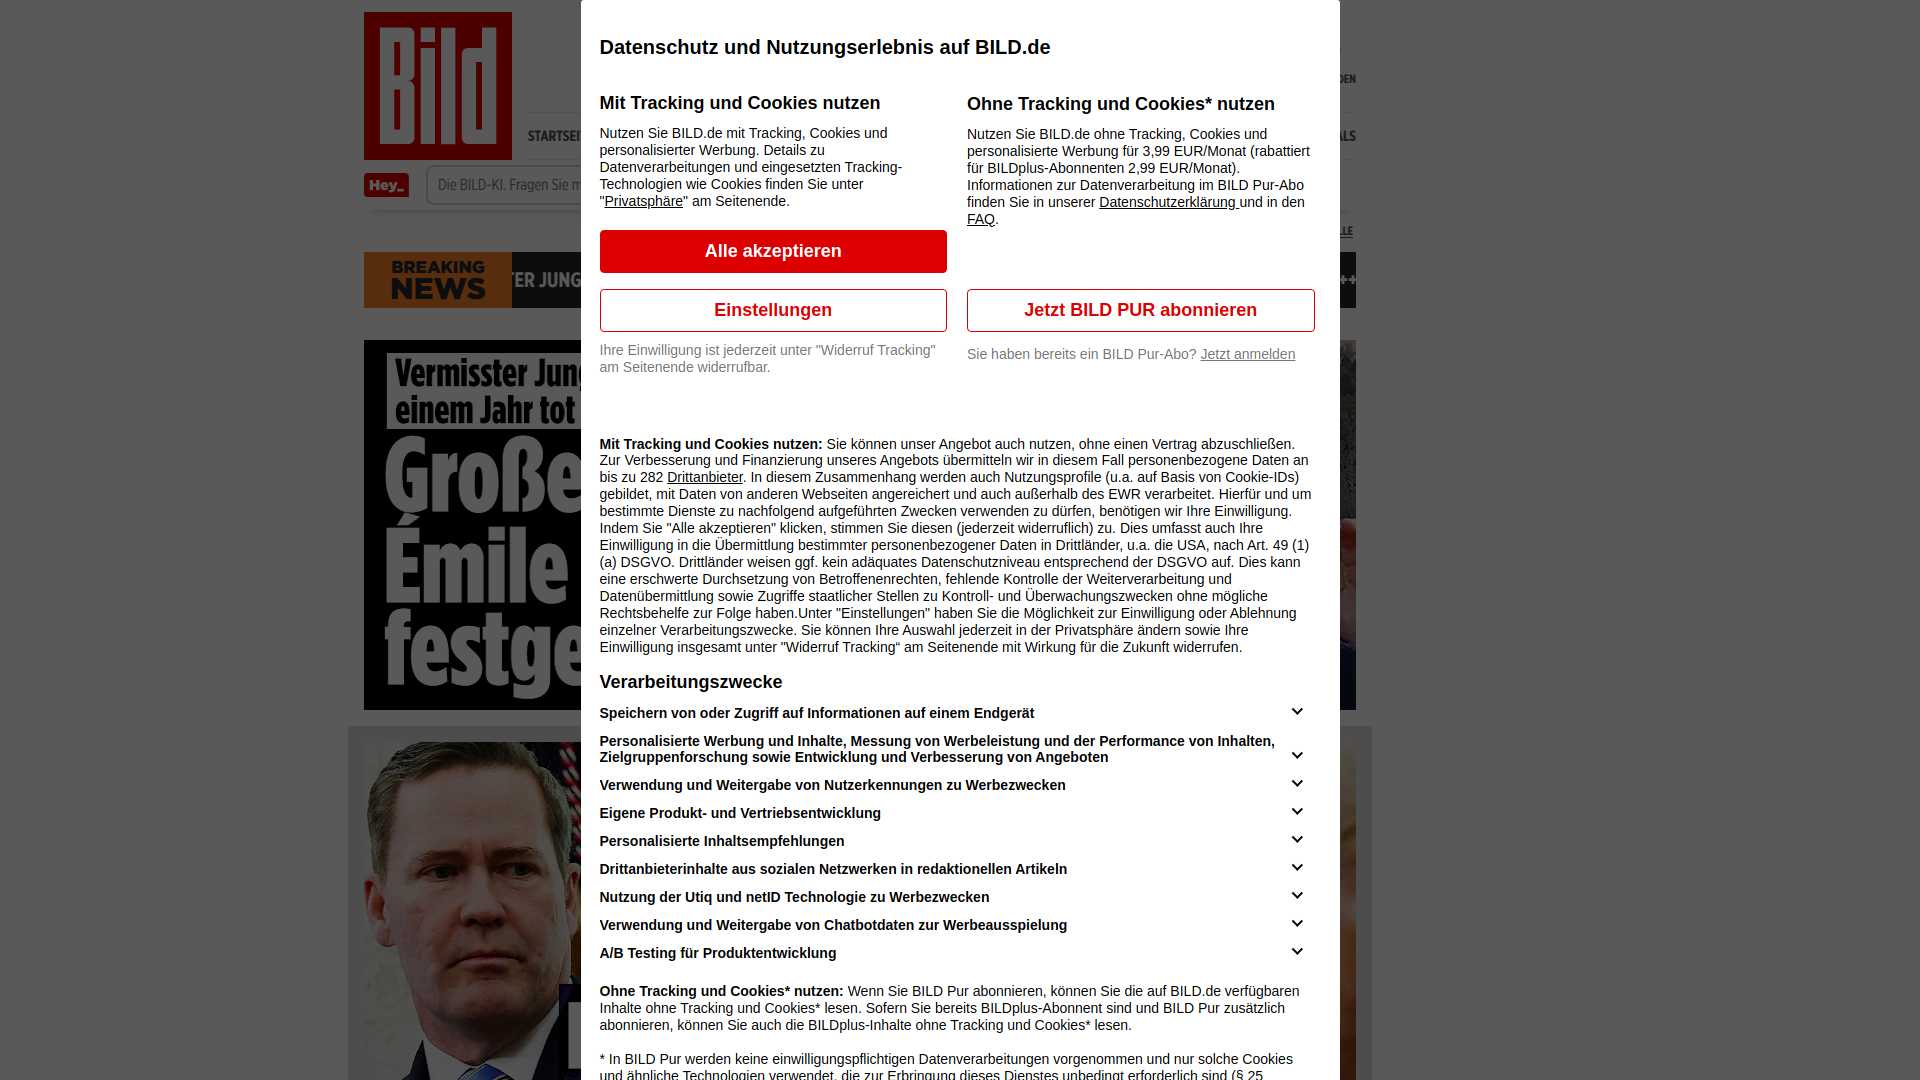 Bild
STARTSEI
DEN
ALS
Hey_
Die BILD-KI. Fragen Sie m
LLE
BREAKING
NEWS
TER JUNG
++
Vermisster Jung
einem Jahr tot
Große
Émile
festge
Datenschutz und Nutzungserlebnis auf BILD.de
Mit Tracking und Cookies nutzen
Nutzen Sie BILD.de mit Tracking, Cookies und
personalisierter Werbung. Details zu
Datenverarbeitungen und eingesetzten Tracking-
Technologien wie Cookies finden Sie unter
"Privatsphäre" am Seitenende.
Alle akzeptieren
Einstellungen
Ihre Einwilligung ist jederzeit unter "Widerruf Tracking"
am Seitenende widerrufbar.
Ohne Tracking und Cookies* nutzen
Nutzen Sie BILD.de ohne Tracking, Cookies und
personalisierte Werbung für 3,99 EUR/Monat (rabattiert
für BILDplus-Abonnenten 2,99 EUR/Monat).
Informationen zur Datenverarbeitung im BILD Pur-Abo
finden Sie in unserer Datenschutzerklärung und in den
FAQ.
Jetzt BILD PUR abonnieren
Sie haben bereits ein BILD Pur-Abo? Jetzt anmelden
Mit Tracking und Cookies nutzen: Sie können unser Angebot auch nutzen, ohne einen Vertrag abzuschließen.
Zur Verbesserung und Finanzierung unseres Angebots übermitteln wir in diesem Fall personenbezogene Daten an
bis zu 282 Drittanbieter. In diesem Zusammenhang werden auch Nutzungsprofile (u.a. auf Basis von Cookie-IDs)
gebildet, mit Daten von anderen Webseiten angereichert und auch außerhalb des EWR verarbeitet. Hierfür und um
bestimmte Dienste zu nachfolgend aufgeführten Zwecken verwenden zu dürfen, benötigen wir Ihre Einwilligung.
Indem Sie "Alle akzeptieren" klicken, stimmen Sie diesen (jederzeit widerruflich) zu. Dies umfasst auch Ihre
Einwilligung in die Übermittlung bestimmter personenbezogener Daten in Drittländer, u.a. die USA, nach Art. 49 (1)
(a) DSGVO. Drittländer weisen ggf. kein adäquates Datenschutzniveau entsprechend der DSGVO auf. Dies kann
eine erschwerte Durchsetzung von Betroffenenrechten, fehlende Kontrolle der Weiterverarbeitung und
Datenübermittlung sowie Zugriffe staatlicher Stellen zu Kontroll- und Überwachungszwecken ohne mögliche
Rechtsbehelfe zur Folge haben.Unter "Einstellungen" haben Sie die Möglichkeit zur Einwilligung oder Ablehnung
einzelner Verarbeitungszwecke. Sie können Ihre Auswahl jederzeit in der Privatsphäre ändern sowie Ihre
Einwilligung insgesamt unter "Widerruf Tracking“ am Seitenende mit Wirkung für die Zukunft widerrufen.
Verarbeitungszwecke
Speichern von oder Zugriff auf Informationen auf einem Endgerät
Personalisierte Werbung und Inhalte, Messung von Werbeleistung und der Performance von Inhalten,
Zielgruppenforschung sowie Entwicklung und Verbesserung von Angeboten
Verwendung und Weitergabe von Nutzerkennungen zu Werbezwecken
Eigene Produkt- und Vertriebsentwicklung
Personalisierte Inhaltsempfehlungen
Drittanbieterinhalte aus sozialen Netzwerken in redaktionellen Artikeln
Nutzung der Utiq und netID Technologie zu Werbezwecken
Verwendung und Weitergabe von Chatbotdaten zur Werbeausspielung
A/B Testing für Produktentwicklung
Ohne Tracking und Cookies* nutzen: Wenn Sie BILD Pur abonnieren, können Sie die auf BILD.de verfügbaren
Inhalte ohne Tracking und Cookies* lesen. Sofern Sie bereits BILDplus-Abonnent sind und BILD Pur zusätzlich
abonnieren, können Sie auch die BILDplus-Inhalte ohne Tracking und Cookies* lesen.
* In BILD Pur werden keine einwilligungspflichtigen Datenverarbeitungen vorgenommen und nur solche Cookies
und ähnliche Technologien verwendet, die zur Erbringung dieses Dienstes unbedingt erforderlich sind (§ 25